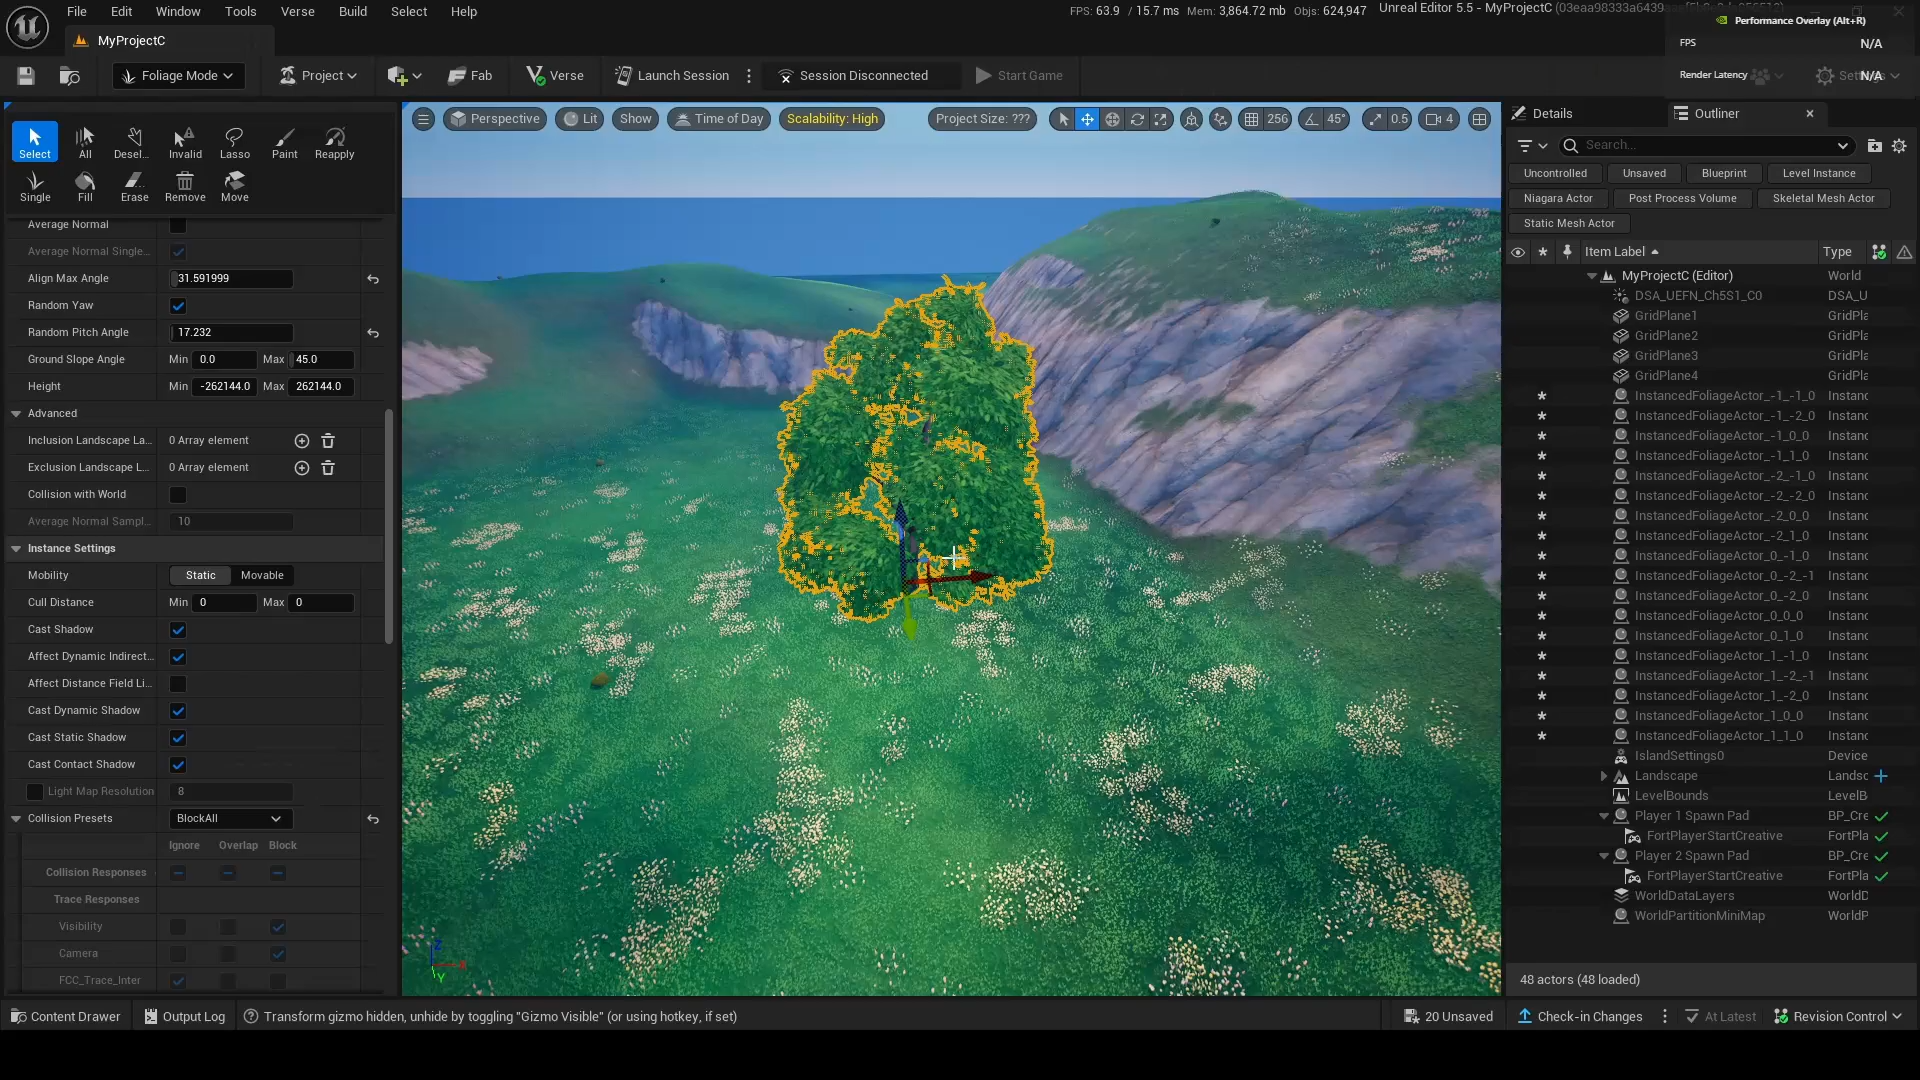 File Edit Window Tools Verse Build Select Help
FPS: 63.9 / 15.7 ms Mem: 3,864.72 mb Objs: 624,947
Unreal Editor 5.5 - MyProjectC
Performance Overlay (Alt+R)
FPS N/A
Render Latency N/A
MyProjectC
Foliage Mode Project Fab Verse Launch Session Session Disconnected Start Game
Select All Desel... Invalid Lasso Paint Reapply
Single Fill Erase Remove Move
Average Normal
Average Normal Single...
Align Max Angle 31.591999
Random Yaw
Random Pitch Angle 17.232
Ground Slope Angle Min 0.0 Max 45.0
Height Min -262144.0 Max 262144.0
Advanced
Inclusion Landscape La... 0 Array element
Exclusion Landscape L... 0 Array element
Collision with World
Average Normal Sampl... 10
Instance Settings
Mobility Static Movable
Cull Distance Min 0 Max 0
Cast Shadow
Affect Dynamic Indirect...
Affect Distance Field Li...
Cast Dynamic Shadow
Cast Static Shadow
Cast Contact Shadow
Light Map Resolution 8
Collision Presets BlockAll
Ignore Overlap Block
Collision Responses
Trace Responses
Visibility
Camera
FCC_Trace_Inter
Perspective Lit Show Time of Day Scalability: High Project Size: ??? 256 45° 0.5 4
Z
Y
Details Outliner
Search...
Uncontrolled Unsaved Blueprint Level Instance
Niagara Actor Post Process Volume Skeletal Mesh Actor
Static Mesh Actor
Item Label Type
MyProjectC (Editor) World
DSA_UEFN_Ch5S1_C0 DSA_U
GridPlane1 GridPla
GridPlane2 GridPla
GridPlane3 GridPla
GridPlane4 GridPla
InstancedFoliageActor_-1_-1_0 Instanc
InstancedFoliageActor_-1_-2_0 Instanc
InstancedFoliageActor_-1_0_0 Instanc
InstancedFoliageActor_-1_1_0 Instanc
InstancedFoliageActor_-2_-1_0 Instanc
InstancedFoliageActor_-2_-2_0 Instanc
InstancedFoliageActor_-2_0_0 Instanc
InstancedFoliageActor_-2_1_0 Instanc
InstancedFoliageActor_0_-1_0 Instanc
InstancedFoliageActor_0_-2_-1 Instanc
InstancedFoliageActor_0_-2_0 Instanc
InstancedFoliageActor_0_0_0 Instanc
InstancedFoliageActor_0_1_0 Instanc
InstancedFoliageActor_1_-1_0 Instanc
InstancedFoliageActor_1_-2_-1 Instanc
InstancedFoliageActor_1_-2_0 Instanc
InstancedFoliageActor_1_0_0 Instanc
InstancedFoliageActor_1_1_0 Instanc
IslandSettings0 Device
Landscape Landsc
LevelBounds LevelB
Player 1 Spawn Pad BP_Cre
FortPlayerStartCreative FortPla
Player 2 Spawn Pad BP_Cre
FortPlayerStartCreative FortPla
WorldDataLayers WorldD
WorldPartitionMiniMap WorldP
48 actors (48 loaded)
Content Drawer Output Log Transform gizmo hidden, unhide by toggling "Gizmo Visible" (or using hotkey, if set) 20 Unsaved Check-in Changes At Latest Revision Control